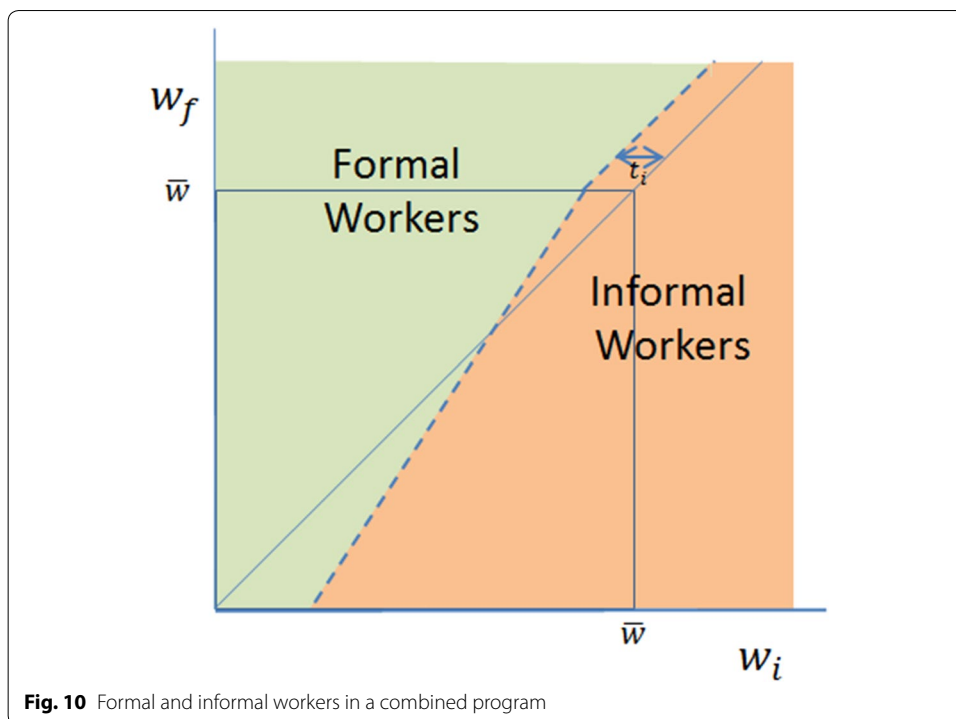 w_f
Formal
Workers
t_i
w̅
Informal
Workers
w̅
w_i
Fig. 10 Formal and informal workers in a combined program